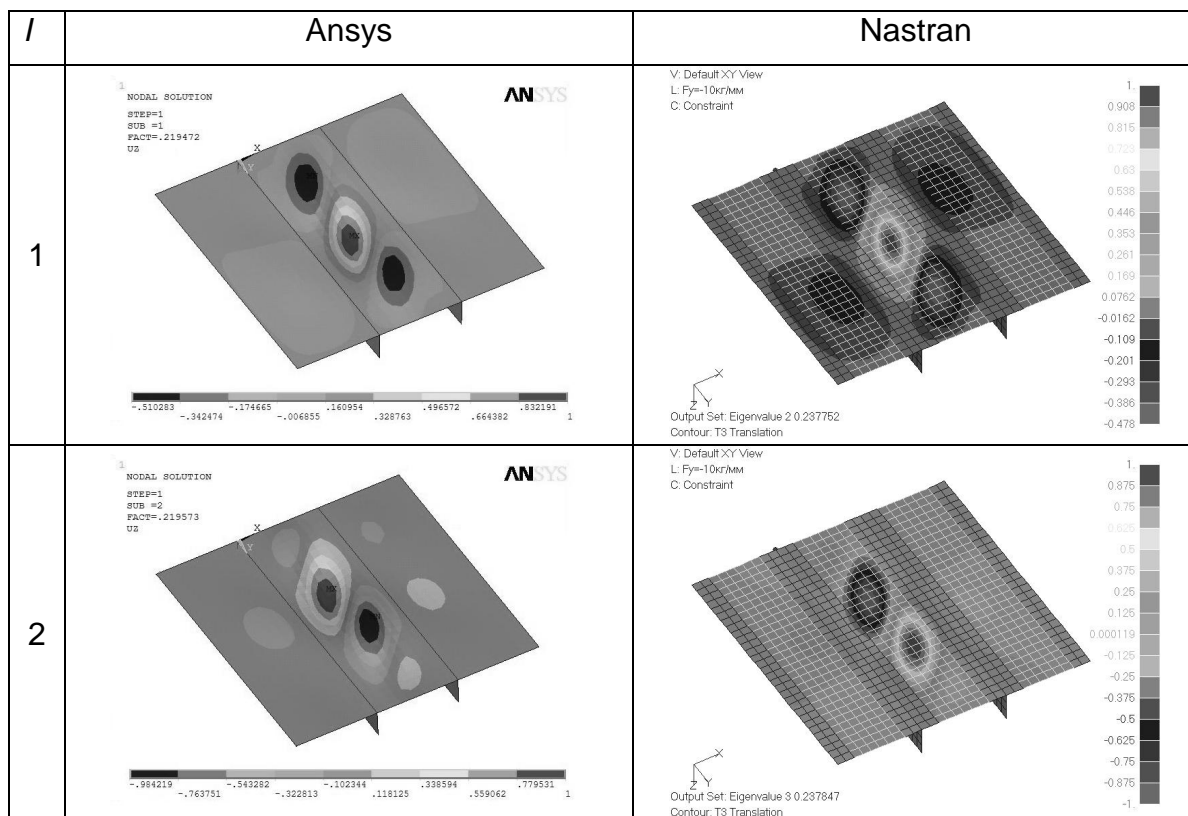 I Ansys Nastran
1
1
NODAL SOLUTION
STEP=1
SUB =1
FACT=.219472
UZ
ANSYS
X
Y
MX
-.510283 -.174665 .160954 .496572 .832191
-.342474 -.006855 .328763 .664382 1
V: Default XY View
L: Fy=-10кг/мм
C: Constraint
1.
0.908
0.815
0.723
0.63
0.538
0.446
0.353
0.261
0.169
0.0762
-0.0162
-0.109
-0.201
-0.293
-0.386
-0.478
X
Y
Z
Output Set: Eigenvalue 2 0.237752
Contour: T3 Translation
2
1
NODAL SOLUTION
STEP=1
SUB =2
FACT=.219573
UZ
ANSYS
X
Y
MX
-.984219 -.543282 -.102344 .338594 .779531
-.763751 -.322813 .118125 .559062 1
V: Default XY View
L: Fy=-10кг/мм
C: Constraint
1.
0.875
0.75
0.625
0.5
0.375
0.25
0.125
0.000119
-0.125
-0.25
-0.375
-0.5
-0.625
-0.75
-0.875
-1.
X
Y
Z
Output Set: Eigenvalue 3 0.237847
Contour: T3 Translation